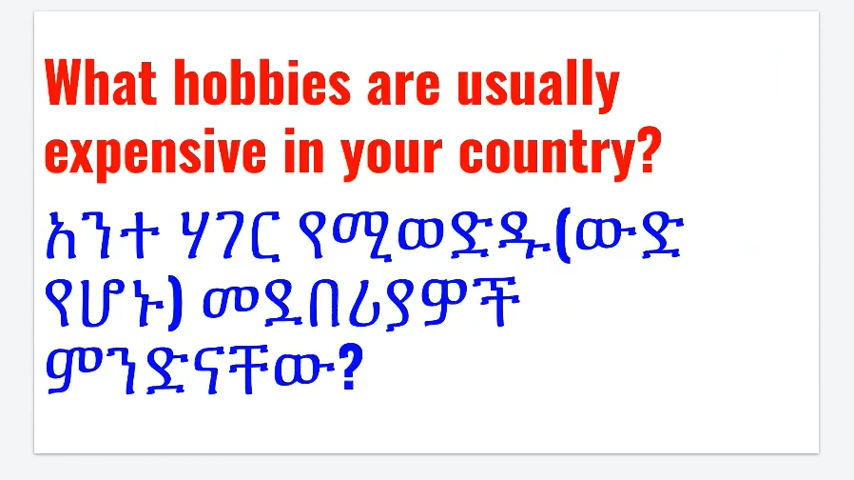 What hobbies are usually
expensive in your country?
አንተ ሃገር የሚወድዱ(ውድ
የሆኑ) መደበሪያዎች
ምንድናቸው?